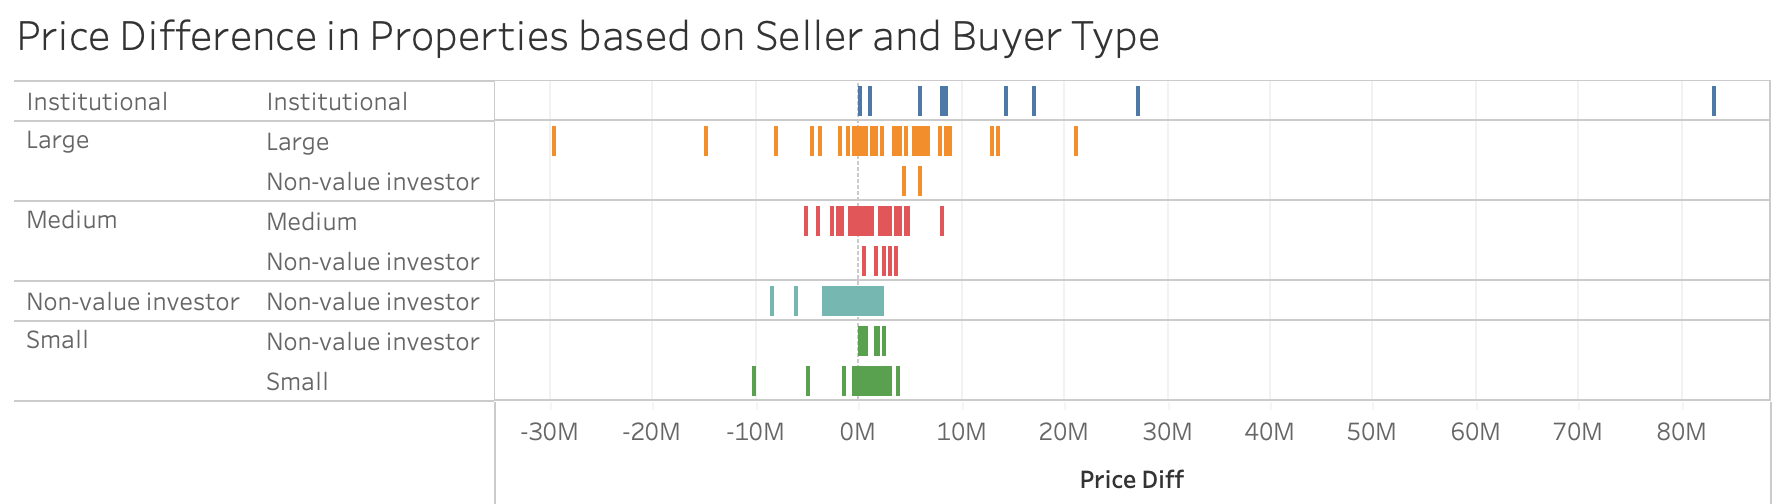 Price Difference in Properties based on Seller and Buyer Type
Institutional Institutional
Large Large
Non-value investor
Medium Medium
Non-value investor
Non-value investor Non-value investor
Small Non-value investor
Small
-30M -20M -10M 0M 10M 20M 30M 40M 50M 60M 70M 80M
Price Diff